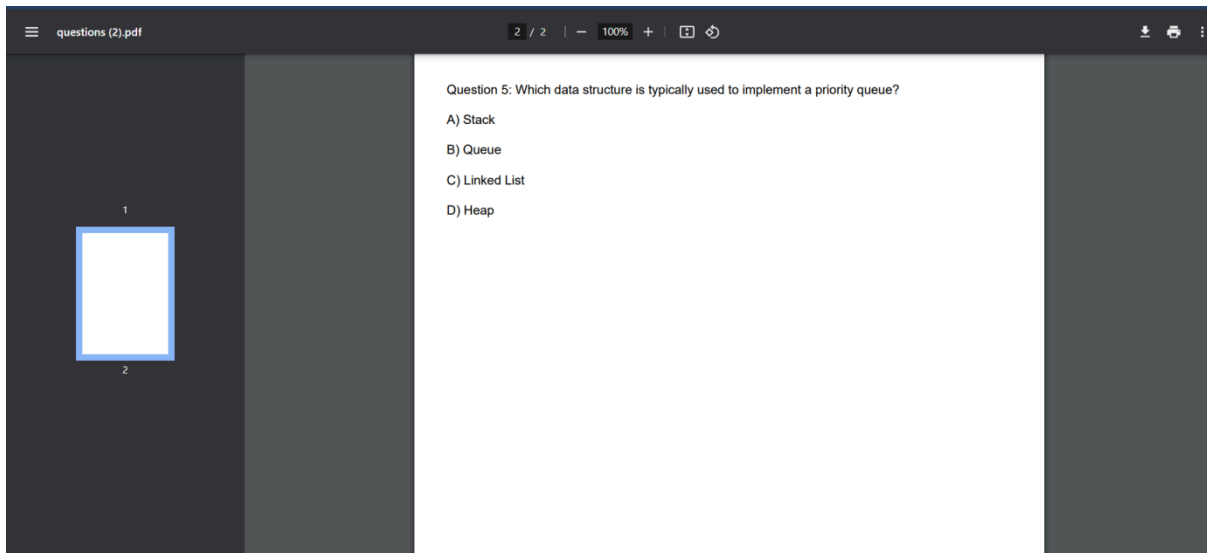 questions (2).pdf
2 / 2
100%
1
2
Question 5: Which data structure is typically used to implement a priority queue?
A) Stack
B) Queue
C) Linked List
D) Heap